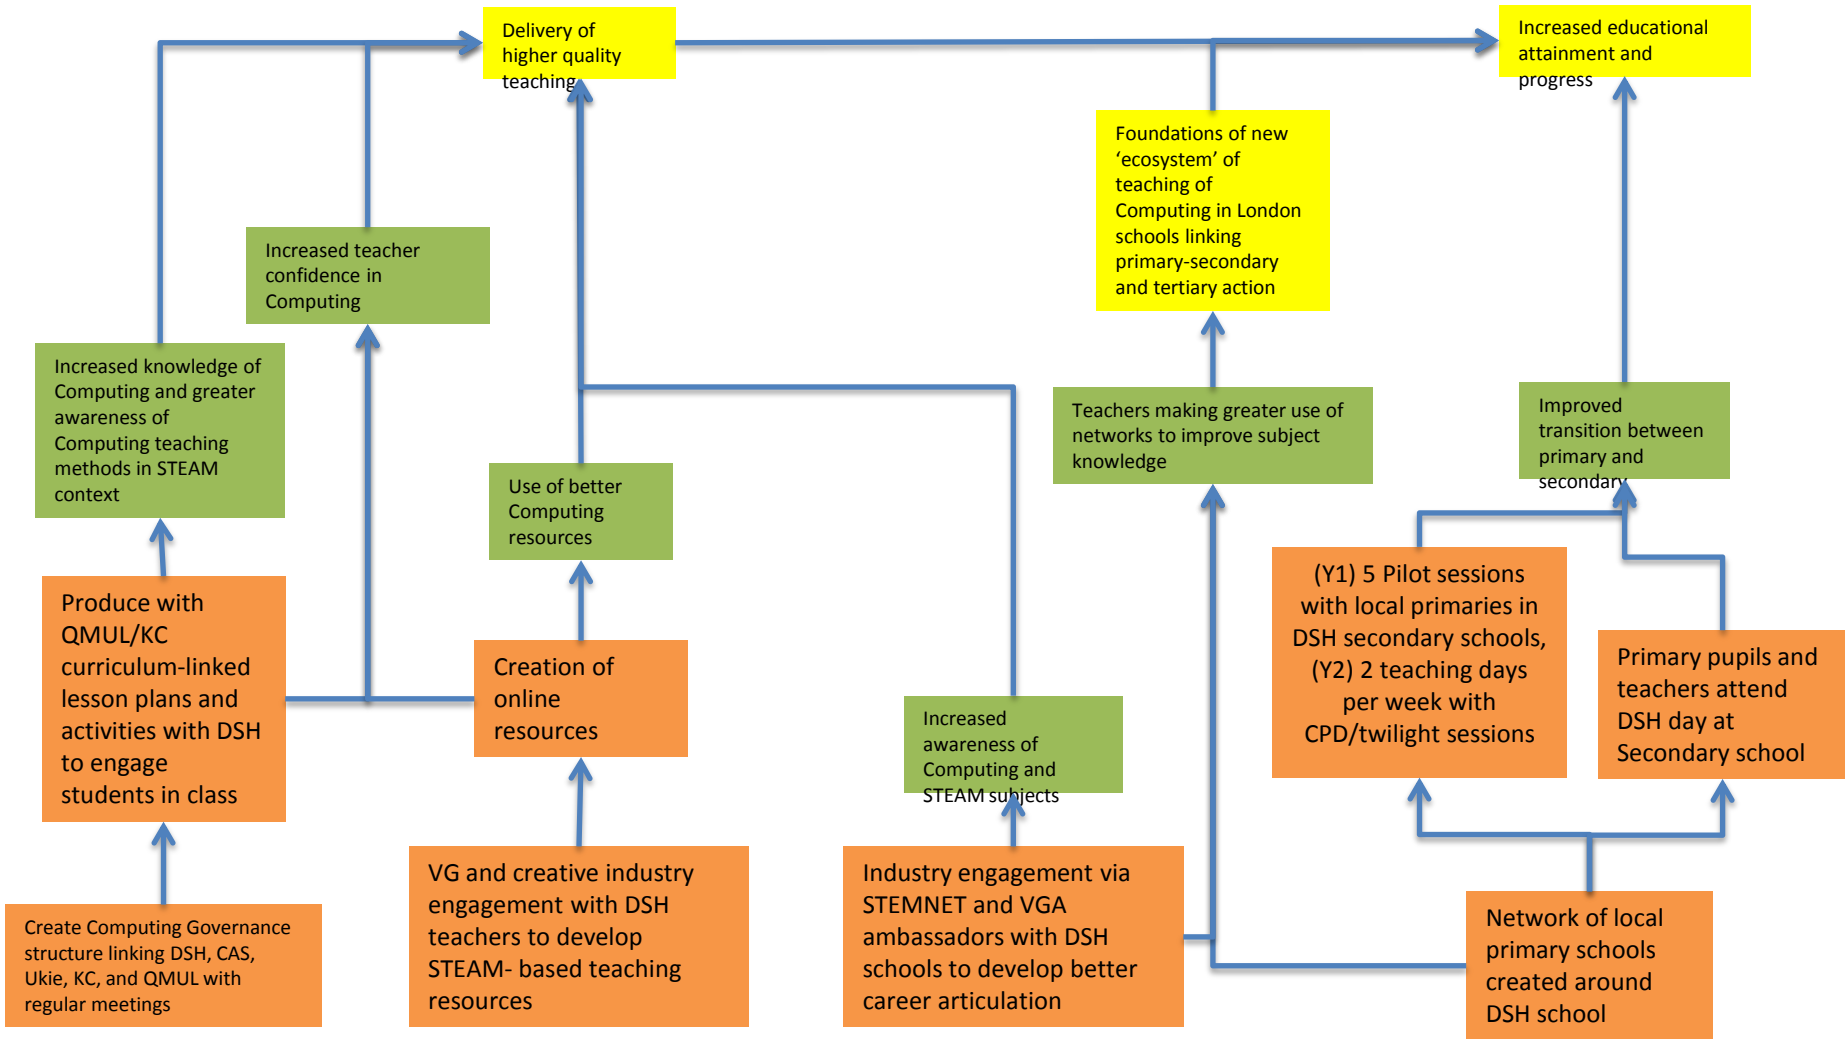 Delivery of
higher quality
teaching
Increased educational
attainment and
progress
Foundations of new
‘ecosystem’ of
teaching of
Computing in London
schools linking
primary-secondary
and tertiary action
Increased teacher
confidence in
Computing
Increased knowledge of
Computing and greater
awareness of
Computing teaching
methods in STEAM
context
Use of better
Computing
resources
Teachers making greater use of
networks to improve subject
knowledge
Improved
transition between
primary and
secondary
Produce with
QMUL/KC
curriculum-linked
lesson plans and
activities with DSH
to engage
students in class
Creation of
online
resources
Increased
awareness of
Computing and
STEAM subjects
(Y1) 5 Pilot sessions
with local primaries in
DSH secondary schools,
(Y2) 2 teaching days
per week with
CPD/twilight sessions
Primary pupils and
teachers attend
DSH day at
Secondary school
Create Computing Governance
structure linking DSH, CAS,
Ukie, KC, and QMUL with
regular meetings
VG and creative industry
engagement with DSH
teachers to develop
STEAM- based teaching
resources
Industry engagement via
STEMNET and VGA
ambassadors with DSH
schools to develop better
career articulation
Network of local
primary schools
created around
DSH school